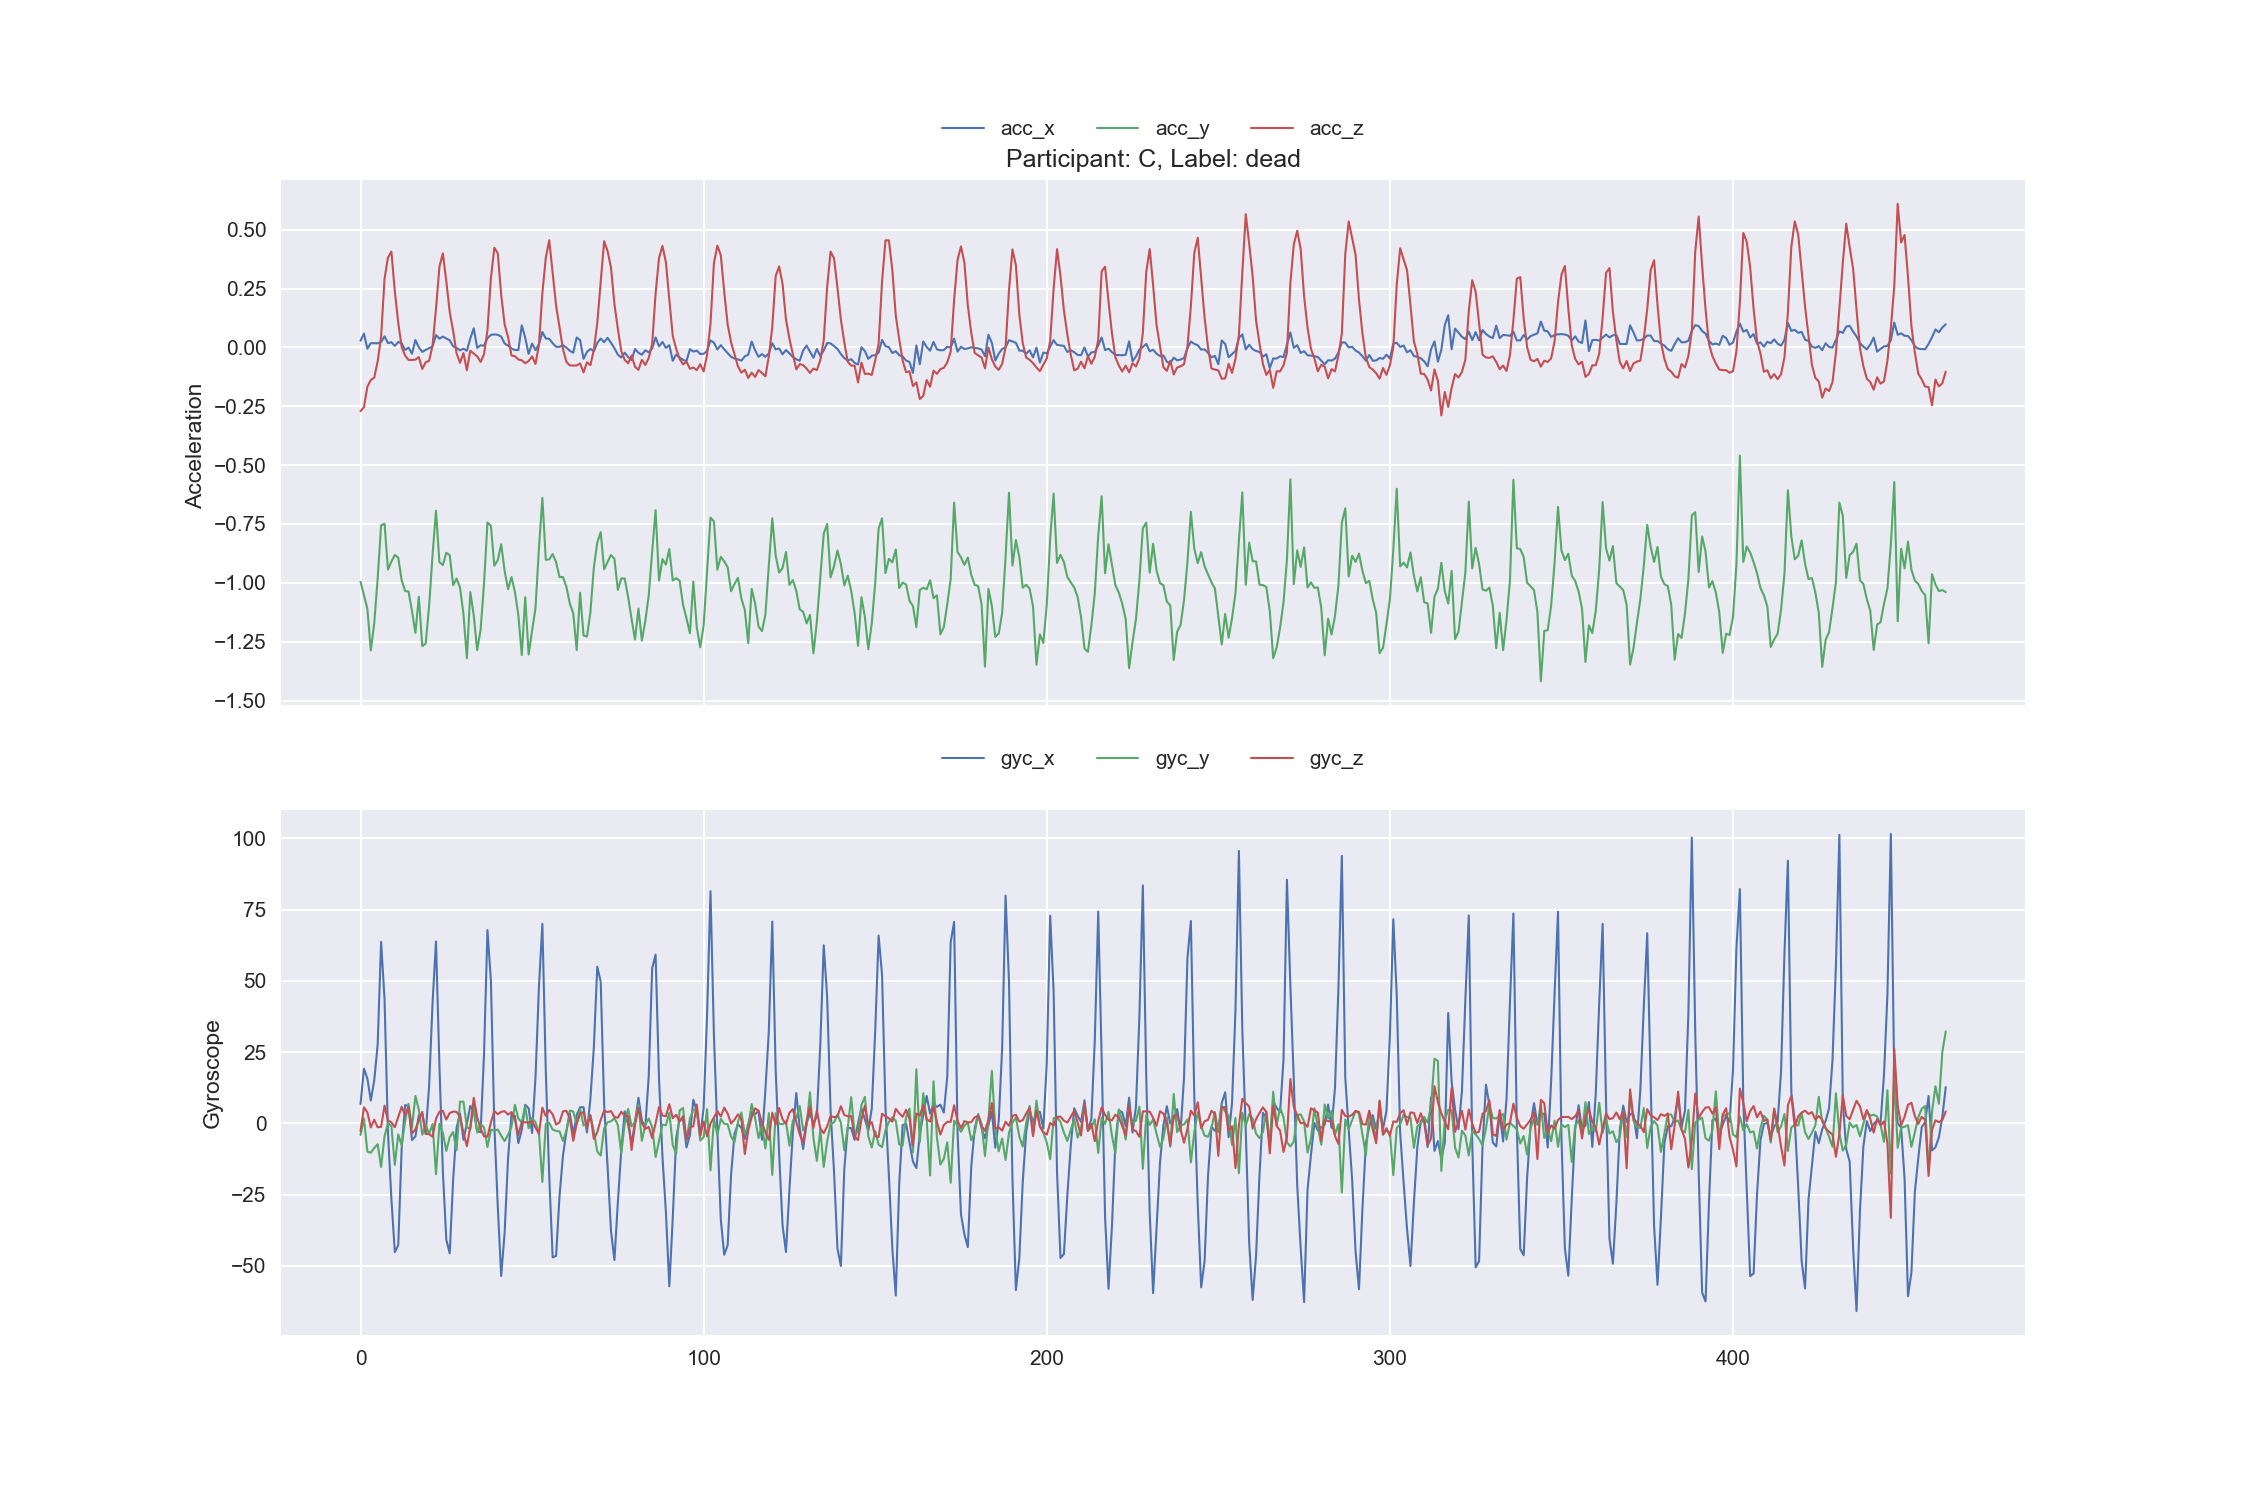 acc_x acc_y acc_z
Participant: C, Label: dead
0.50
0.25
0.00
−0.25
−0.50
−0.75
−1.00
−1.25
−1.50
Acceleration
gyc_x gyc_y gyc_z
100
75
50
25
0
−25
−50
Gyroscope
0 100 200 300 400